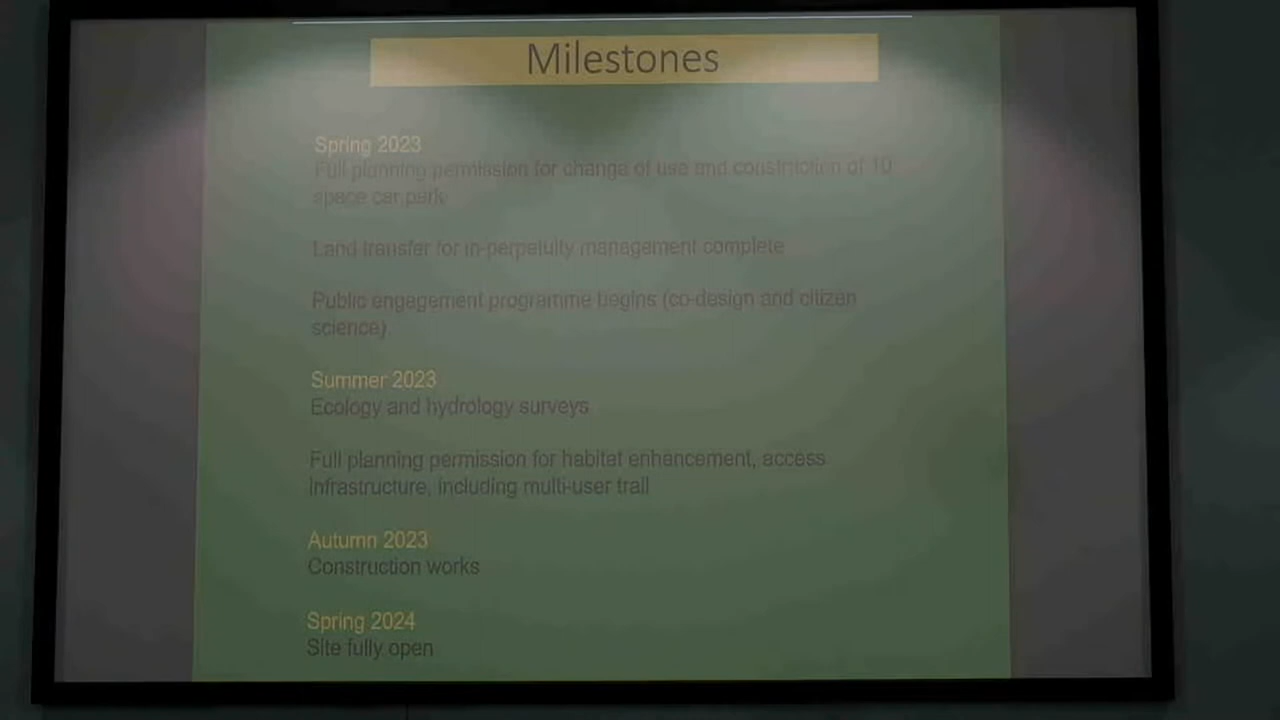 Milestones
Spring 2023
Full planning permission for change of use and construction of 10
space car park
Land transfer for in-perpetuity management complete
Public engagement programme begins (co-design and citizen
science)
Summer 2023
Ecology and hydrology surveys
Full planning permission for habitat enhancement, access
infrastructure, including multi-user trail
Autumn 2023
Construction works
Spring 2024
Site fully open